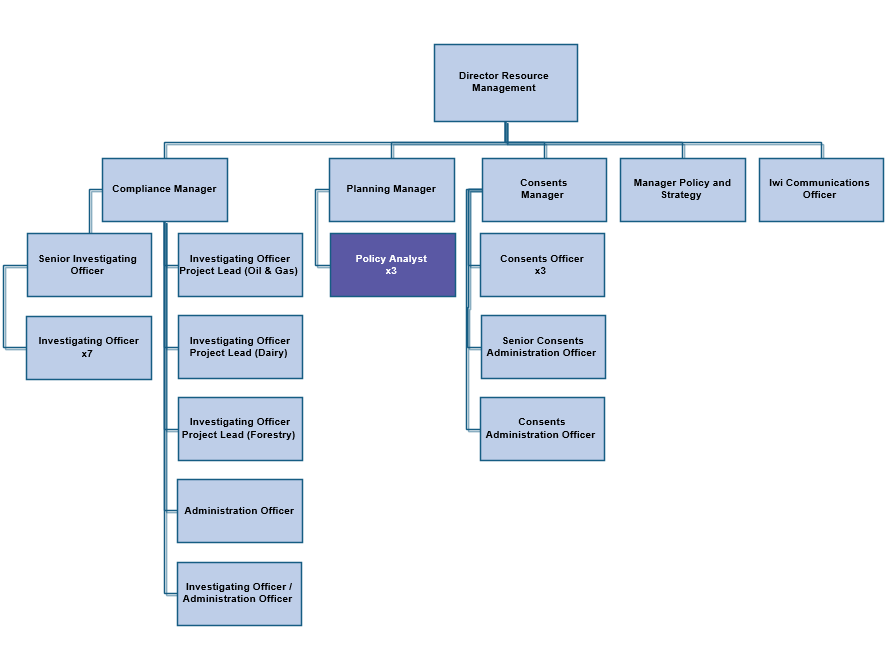 Director Resource
Management
Compliance Manager
Planning Manager
Consents
Manager
Manager Policy and
Strategy
Iwi Communications
Officer
Senior Investigating
Officer
Investigating Officer
Project Lead (Oil & Gas)
Policy Analyst
x3
Consents Officer
x3
Investigating Officer
x7
Investigating Officer
Project Lead (Dairy)
Senior Consents
Administration Officer
Investigating Officer
Project Lead (Forestry)
Consents
Administration Officer
Administration Officer
Investigating Officer /
Administration Officer